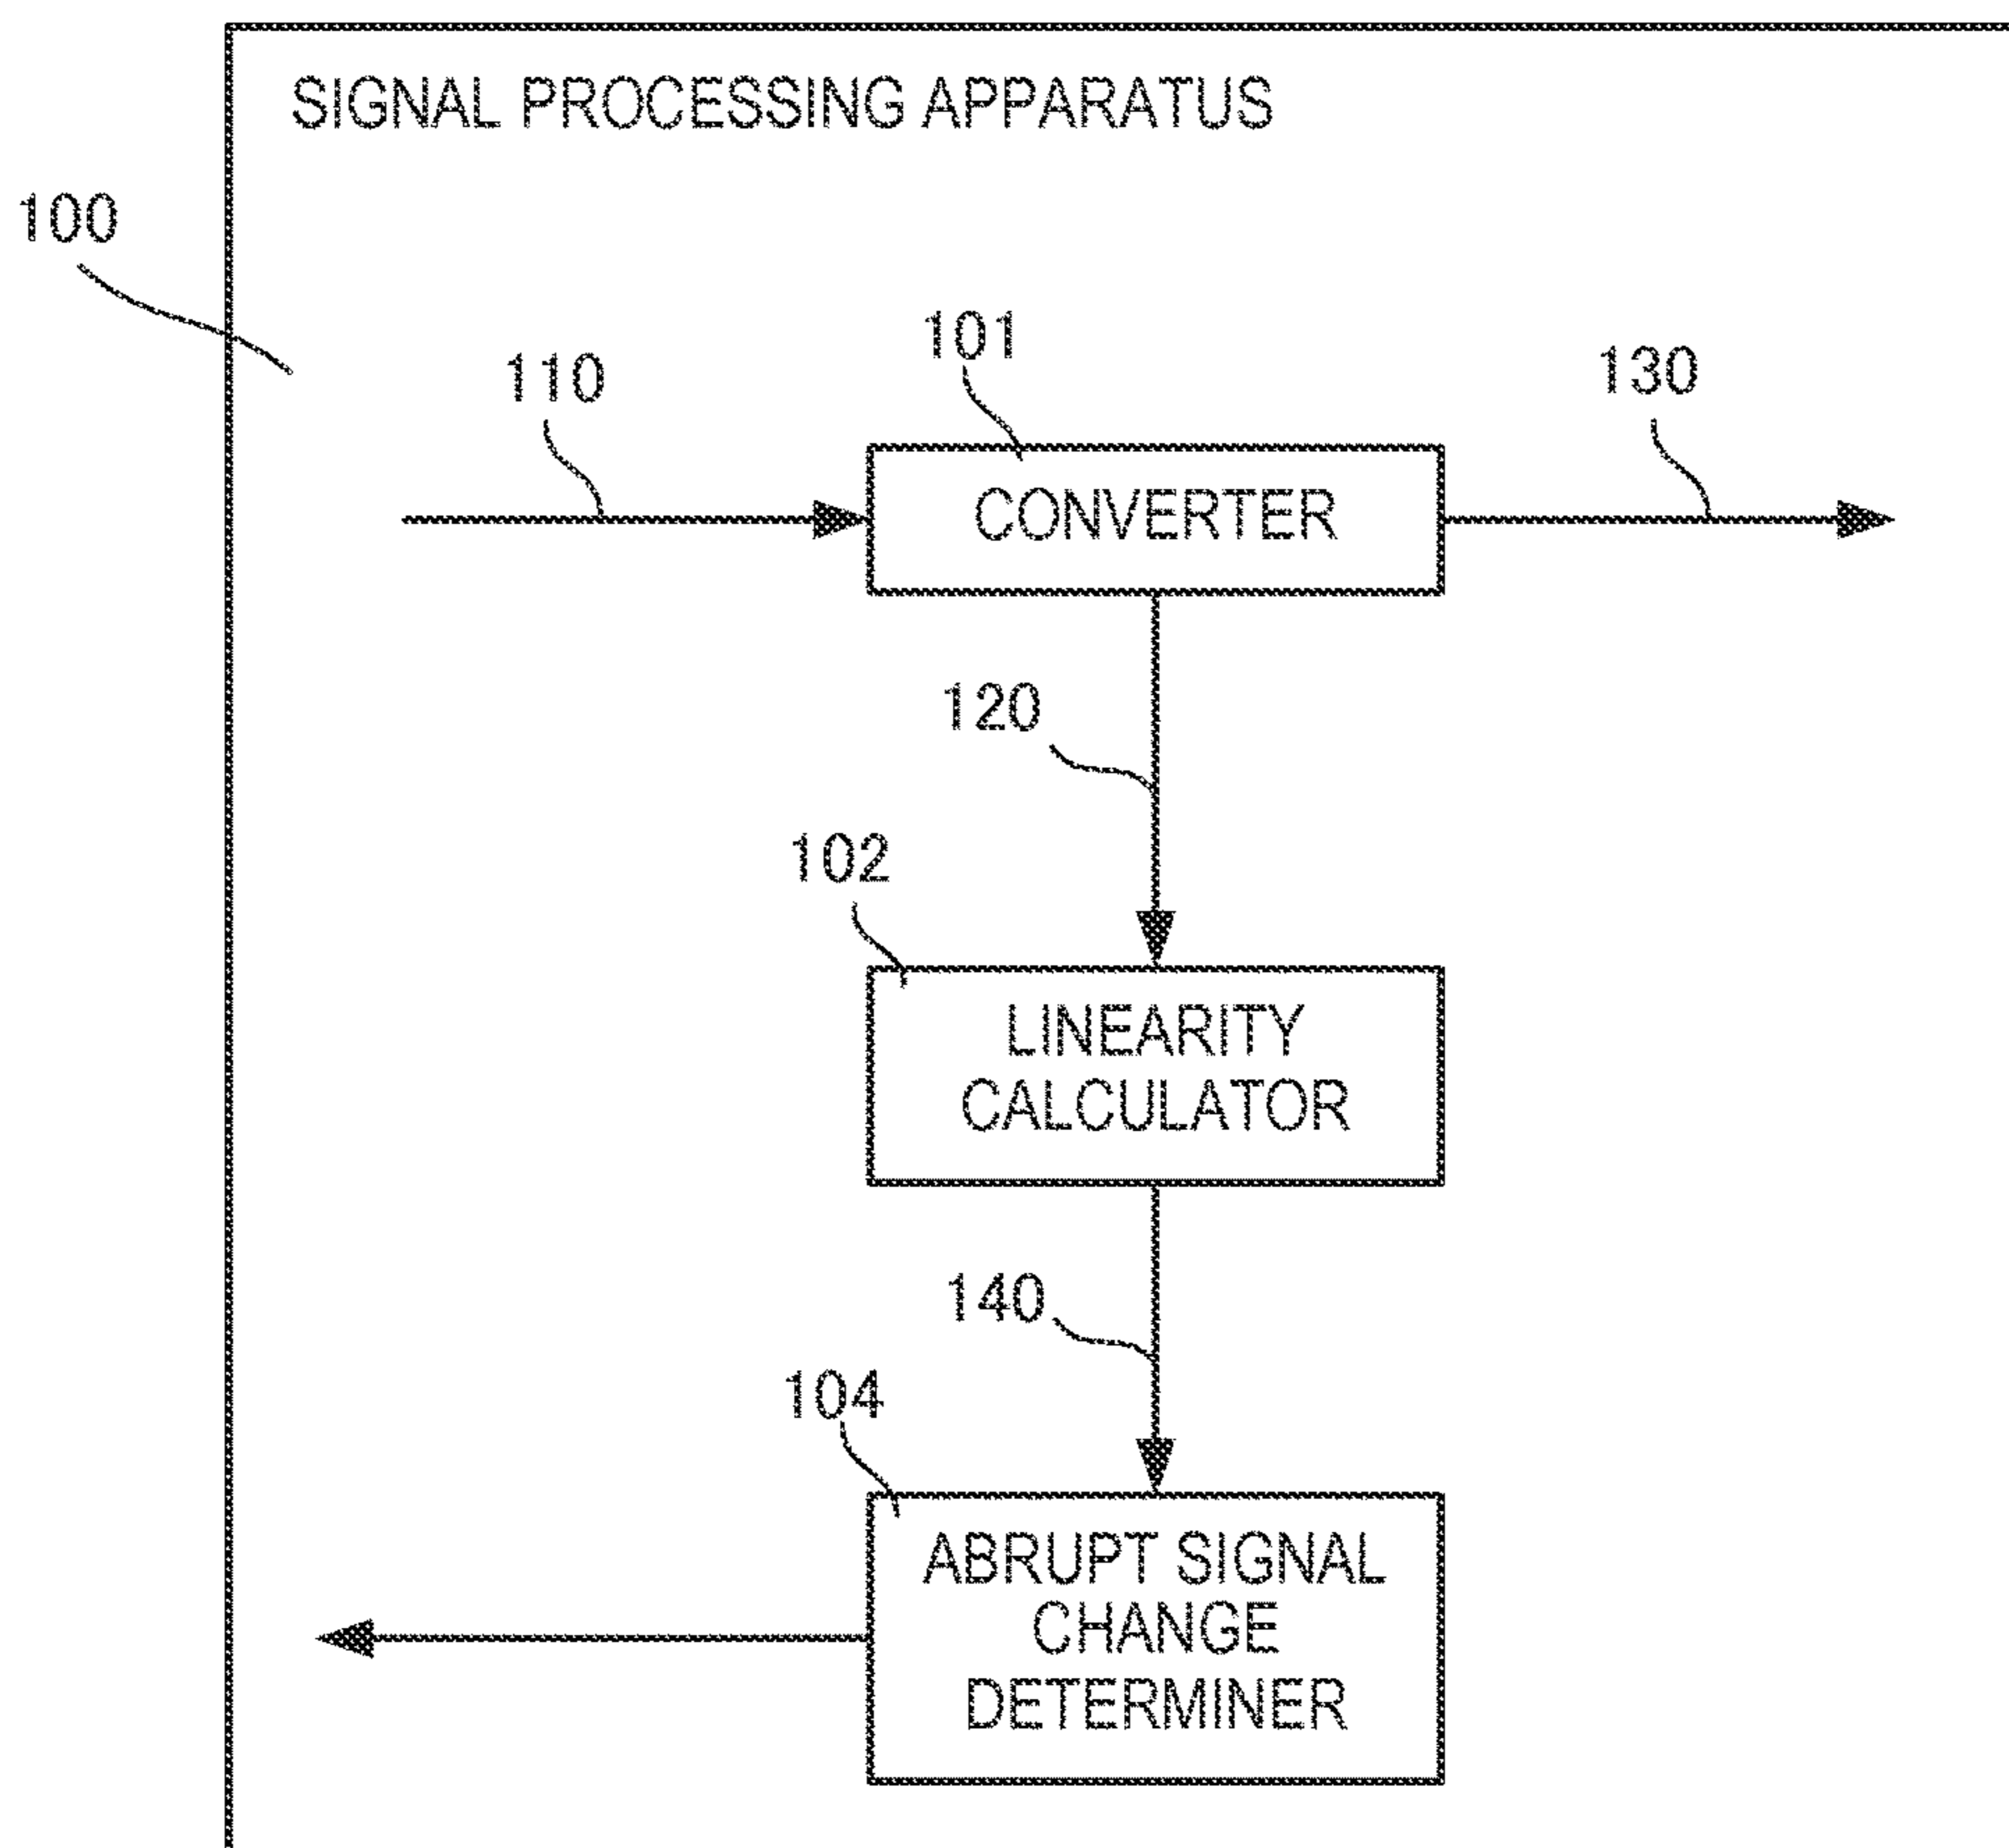 SIGNAL PROCESSING APPARATUS
100
101
110
130
CONVERTER
120
102
LINEARITY
CALCULATOR
140
104
ABRUPT SIGNAL
CHANGE
DETERMINER